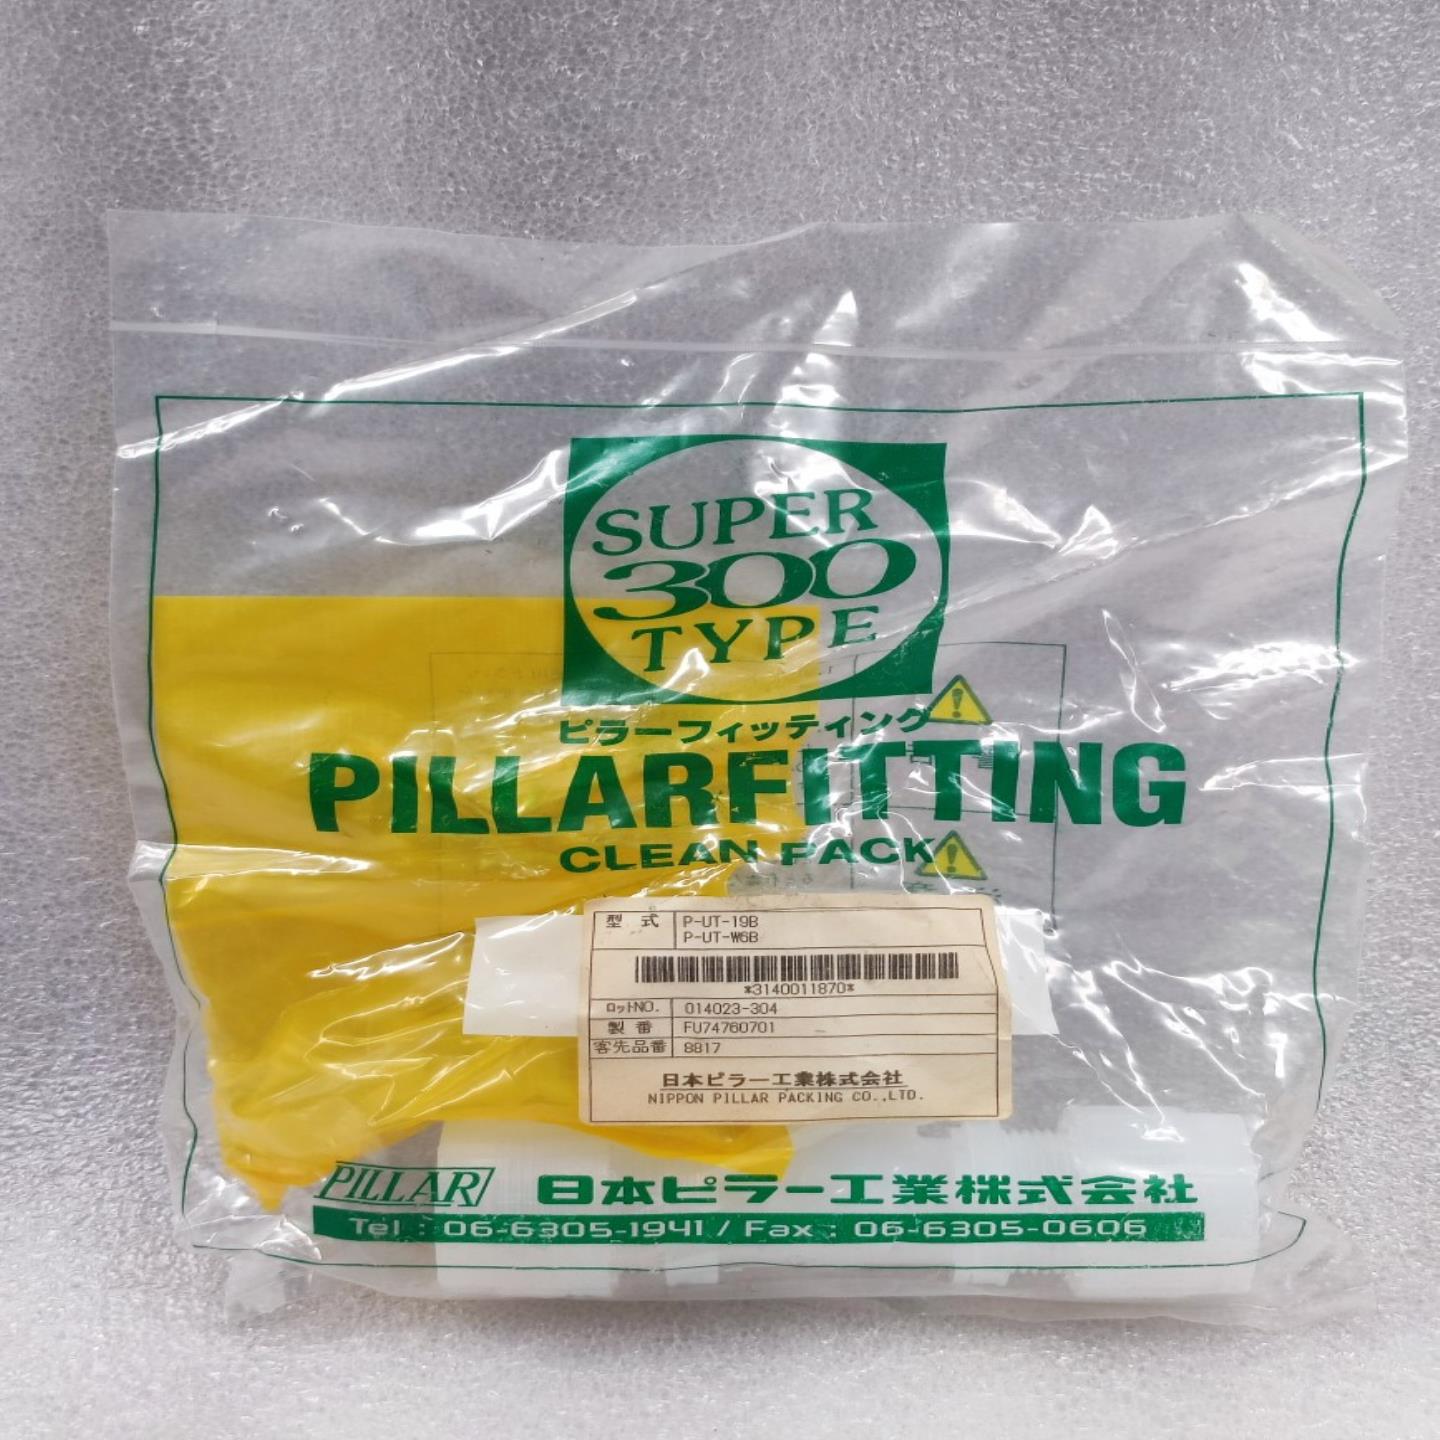 SUPER
300
TYPE
ピラーフィッティング
PILLARFITTING
CLEAN PACK
型式 P-UT-19B
P-UT-W6B
*3140011870*
ロットNO. 014023-304
製番 FU74760701
客先品番 8817
日本ピラー工業株式会社
NIPPON PILLAR PACKING CO.,LTD.
PILLAR 日本ピラー工業株式会社
Tel : 06-6305-1941 / Fax : 06-6305-0606